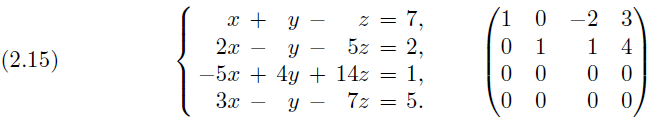 x + y − z = 7,
2x − y − 5z = 2,
(2.15)
−5x + 4y + 14z = 1,
3x − y − 7z = 5.
1 0 −2 3
0 1 1 4
0 0 0 0
0 0 0 0